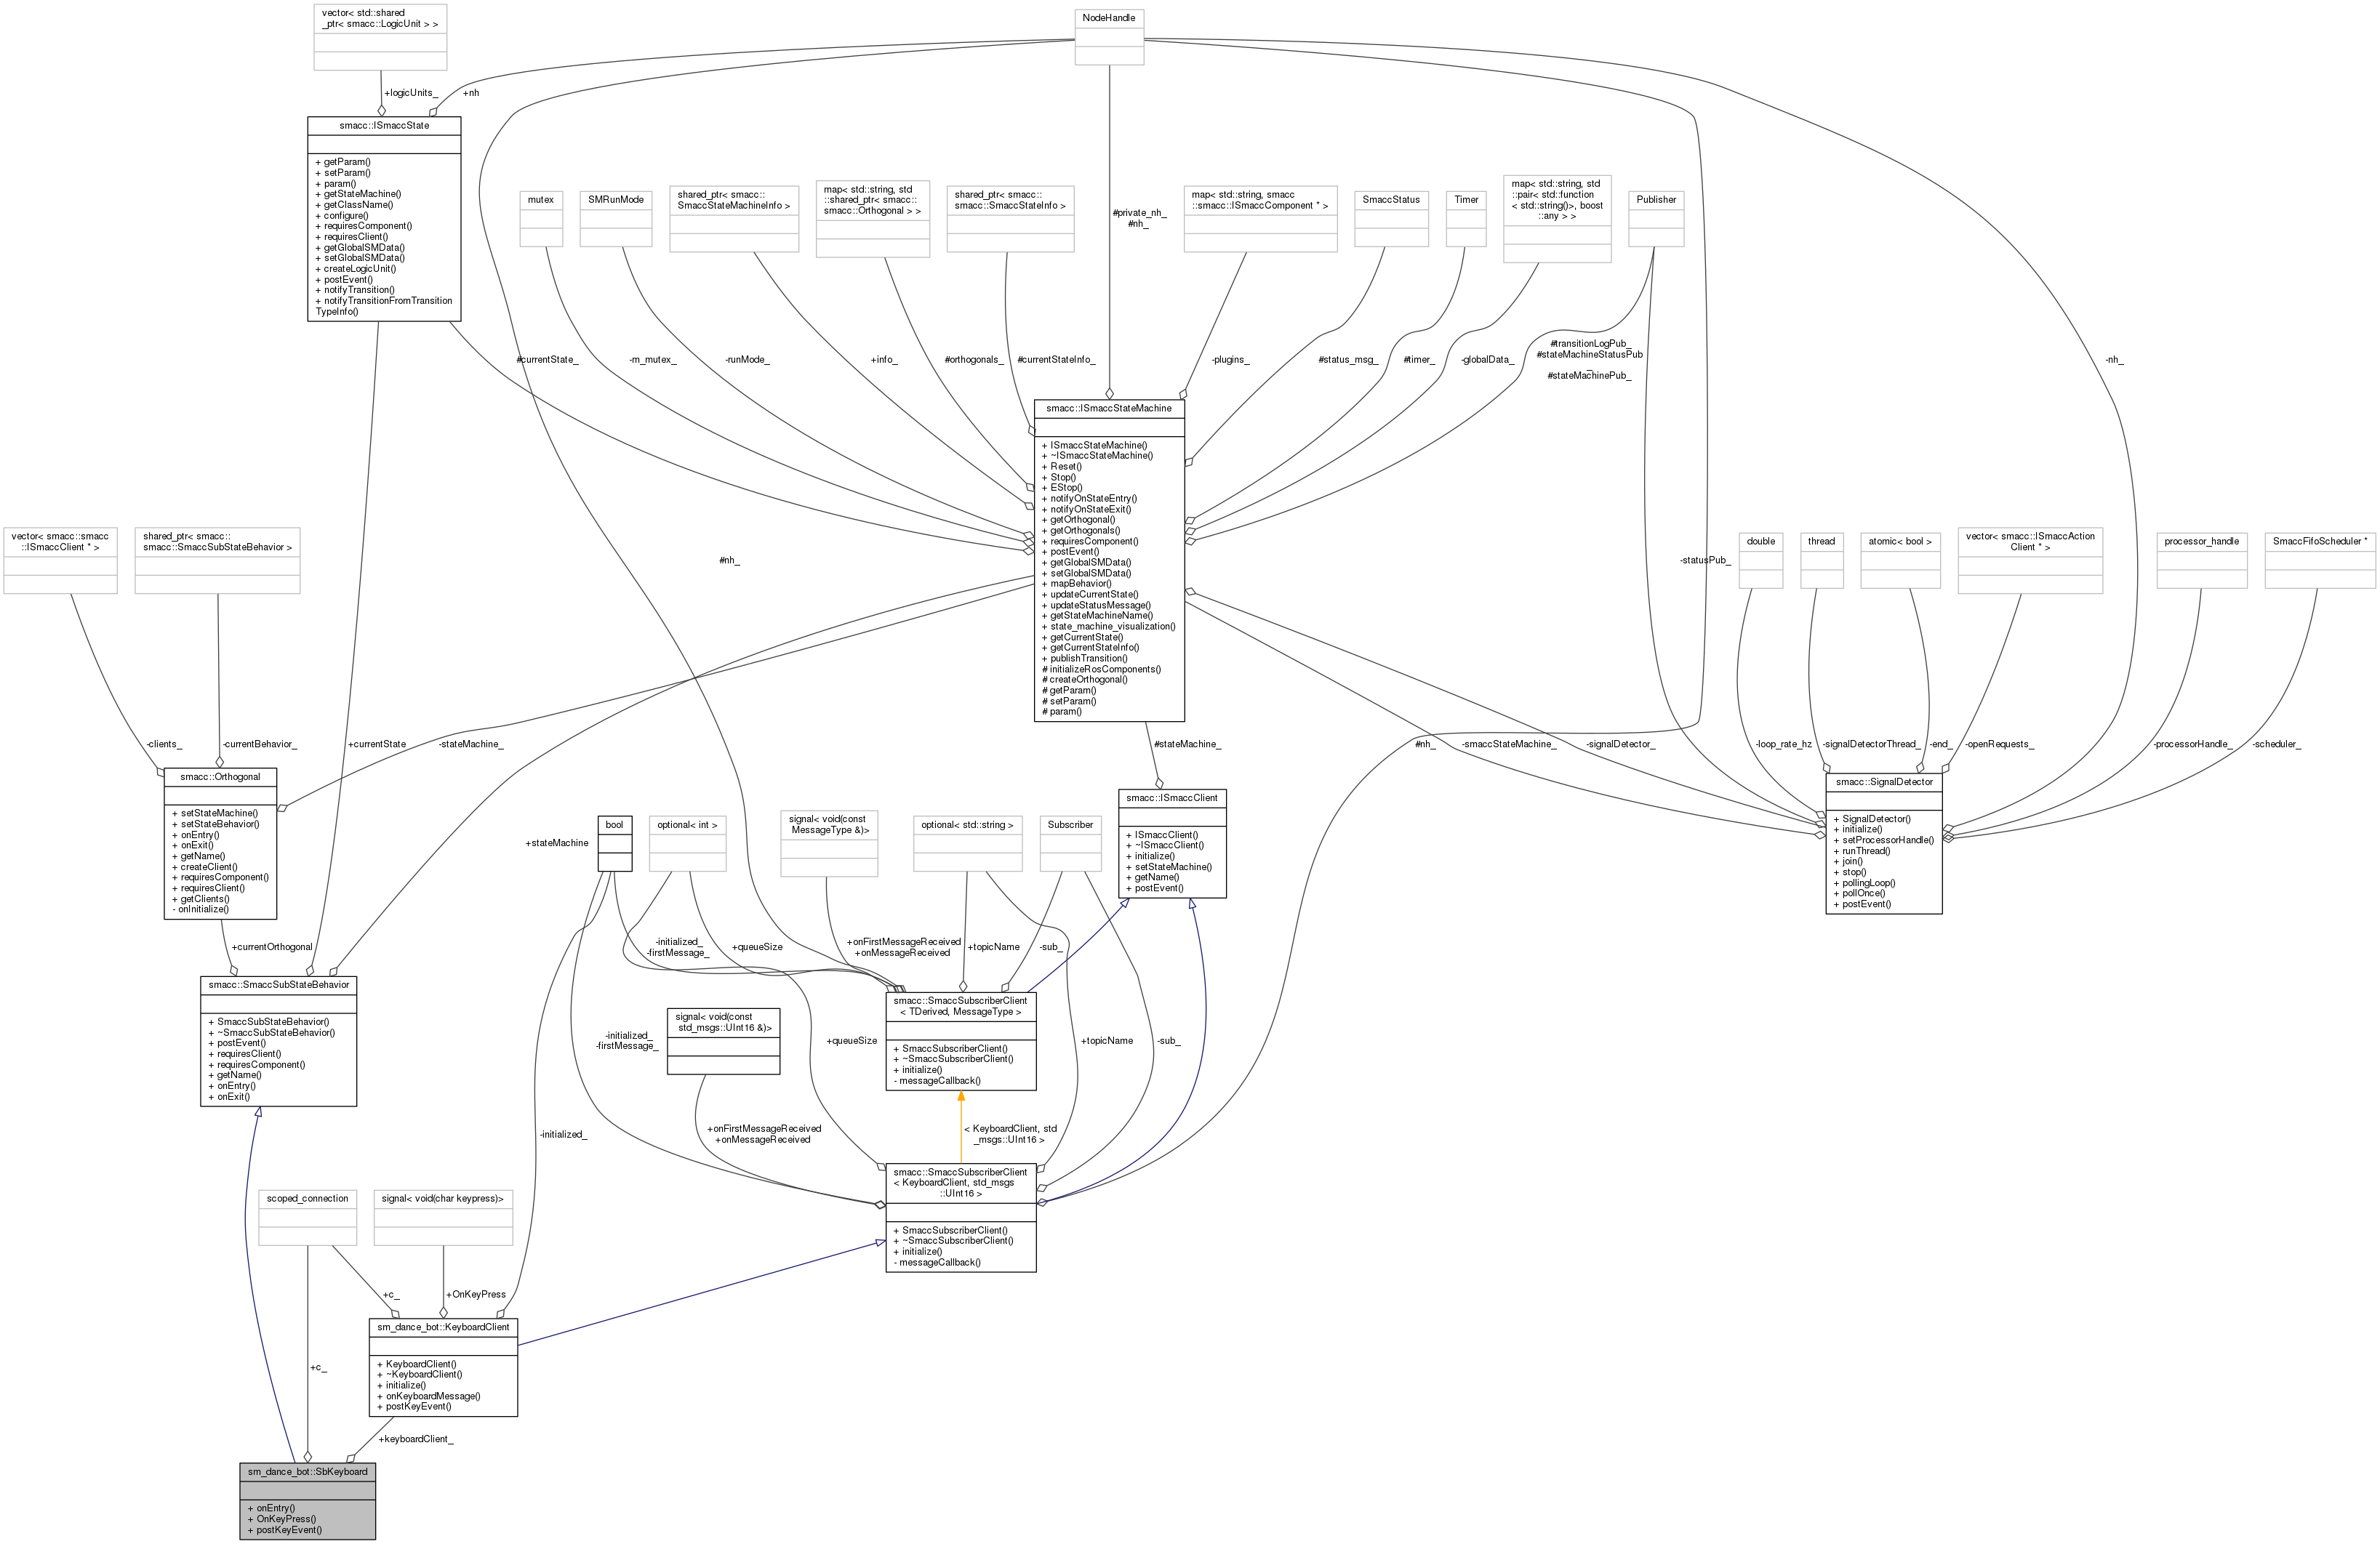 vector< std::shared
_ptr< smacc::LogicUnit > >
NodeHandle
+logicUnits_
+nh
smacc::ISmaccState
+ getParam()
+ setParam()
+ param()
+ getStateMachine()
+ getClassName()
+ configure()
+ requiresComponent()
+ requiresClient()
+ getGlobalSMData()
+ setGlobalSMData()
+ createLogicUnit()
+ postEvent()
+ notifyTransition()
+ notifyTransitionFromTransition
TypeInfo()
mutex
SMRunMode
shared_ptr< smacc::
SmaccStateMachineInfo >
map< std::string, std
::shared_ptr< smacc::
smacc::Orthogonal > >
shared_ptr< smacc::
smacc::SmaccStateInfo >
#private_nh_
#nh_
map< std::string, smacc
::smacc::ISmaccComponent * >
SmaccStatus
Timer
map< std::string, std
::pair< std::function
< std::string()>, boost
::any > >
Publisher
#currentState_
-m_mutex_
-runMode_
+info_
#orthogonals_
#currentStateInfo_
-plugins_
#status_msg_
#timer_
-globalData_
#transitionLogPub_
#stateMachineStatusPub
_
#stateMachinePub_
-nh_
smacc::ISmaccStateMachine
+ ISmaccStateMachine()
+ ~ISmaccStateMachine()
+ Reset()
+ Stop()
+ EStop()
+ notifyOnStateEntry()
+ notifyOnStateExit()
+ getOrthogonal()
+ getOrthogonals()
+ requiresComponent()
+ postEvent()
+ getGlobalSMData()
+ setGlobalSMData()
+ mapBehavior()
+ updateCurrentState()
+ updateStatusMessage()
+ getStateMachineName()
+ state_machine_visualization()
+ getCurrentState()
+ getCurrentStateInfo()
+ publishTransition()
# initializeRosComponents()
# createOrthogonal()
# getParam()
# setParam()
# param()
vector< smacc::smacc
::ISmaccClient * >
shared_ptr< smacc::
smacc::SmaccSubStateBehavior >
#nh_
-statusPub_
double
thread
atomic< bool >
vector< smacc::ISmaccAction
Client * >
processor_handle
SmaccFifoScheduler *
-clients_
-currentBehavior_
+currentState
-stateMachine_
#stateMachine_
#nh_
-smaccStateMachine_
-signalDetector_
-loop_rate_hz
-signalDetectorThread_
-end_
-openRequests_
-processorHandle_
-scheduler_
smacc::Orthogonal
+ setStateMachine()
+ setStateBehavior()
+ onEntry()
+ onExit()
+ getName()
+ createClient()
+ requiresComponent()
+ requiresClient()
+ getClients()
- onInitialize()
smacc::ISmaccClient
+ ISmaccClient()
+ ~ISmaccClient()
+ initialize()
+ setStateMachine()
+ getName()
+ postEvent()
smacc::SignalDetector
+ SignalDetector()
+ initialize()
+ setProcessorHandle()
+ runThread()
+ join()
+ stop()
+ pollingLoop()
+ pollOnce()
+ postEvent()
+stateMachine
bool
optional< int >
signal< void(const
MessageType &)>
optional< std::string >
Subscriber
+currentOrthogonal
-initialized_
-firstMessage_
+queueSize
+onFirstMessageReceived
+onMessageReceived
+topicName
-sub_
smacc::SmaccSubStateBehavior
+ SmaccSubStateBehavior()
+ ~SmaccSubStateBehavior()
+ postEvent()
+ requiresClient()
+ requiresComponent()
+ getName()
+ onEntry()
+ onExit()
smacc::SmaccSubscriberClient
< TDerived, MessageType >
+ SmaccSubscriberClient()
+ ~SmaccSubscriberClient()
+ initialize()
- messageCallback()
signal< void(const
std_msgs::UInt16 &)>
-initialized_
-firstMessage_
+queueSize
+topicName
-sub_
-initialized_
+onFirstMessageReceived
+onMessageReceived
< KeyboardClient, std
_msgs::UInt16 >
smacc::SmaccSubscriberClient
< KeyboardClient, std_msgs
::UInt16 >
+ SmaccSubscriberClient()
+ ~SmaccSubscriberClient()
+ initialize()
- messageCallback()
scoped_connection
signal< void(char keypress)>
+c_
+OnKeyPress
sm_dance_bot::KeyboardClient
+ KeyboardClient()
+ ~KeyboardClient()
+ initialize()
+ onKeyboardMessage()
+ postKeyEvent()
+c_
+keyboardClient_
sm_dance_bot::SbKeyboard
+ onEntry()
+ OnKeyPress()
+ postKeyEvent()